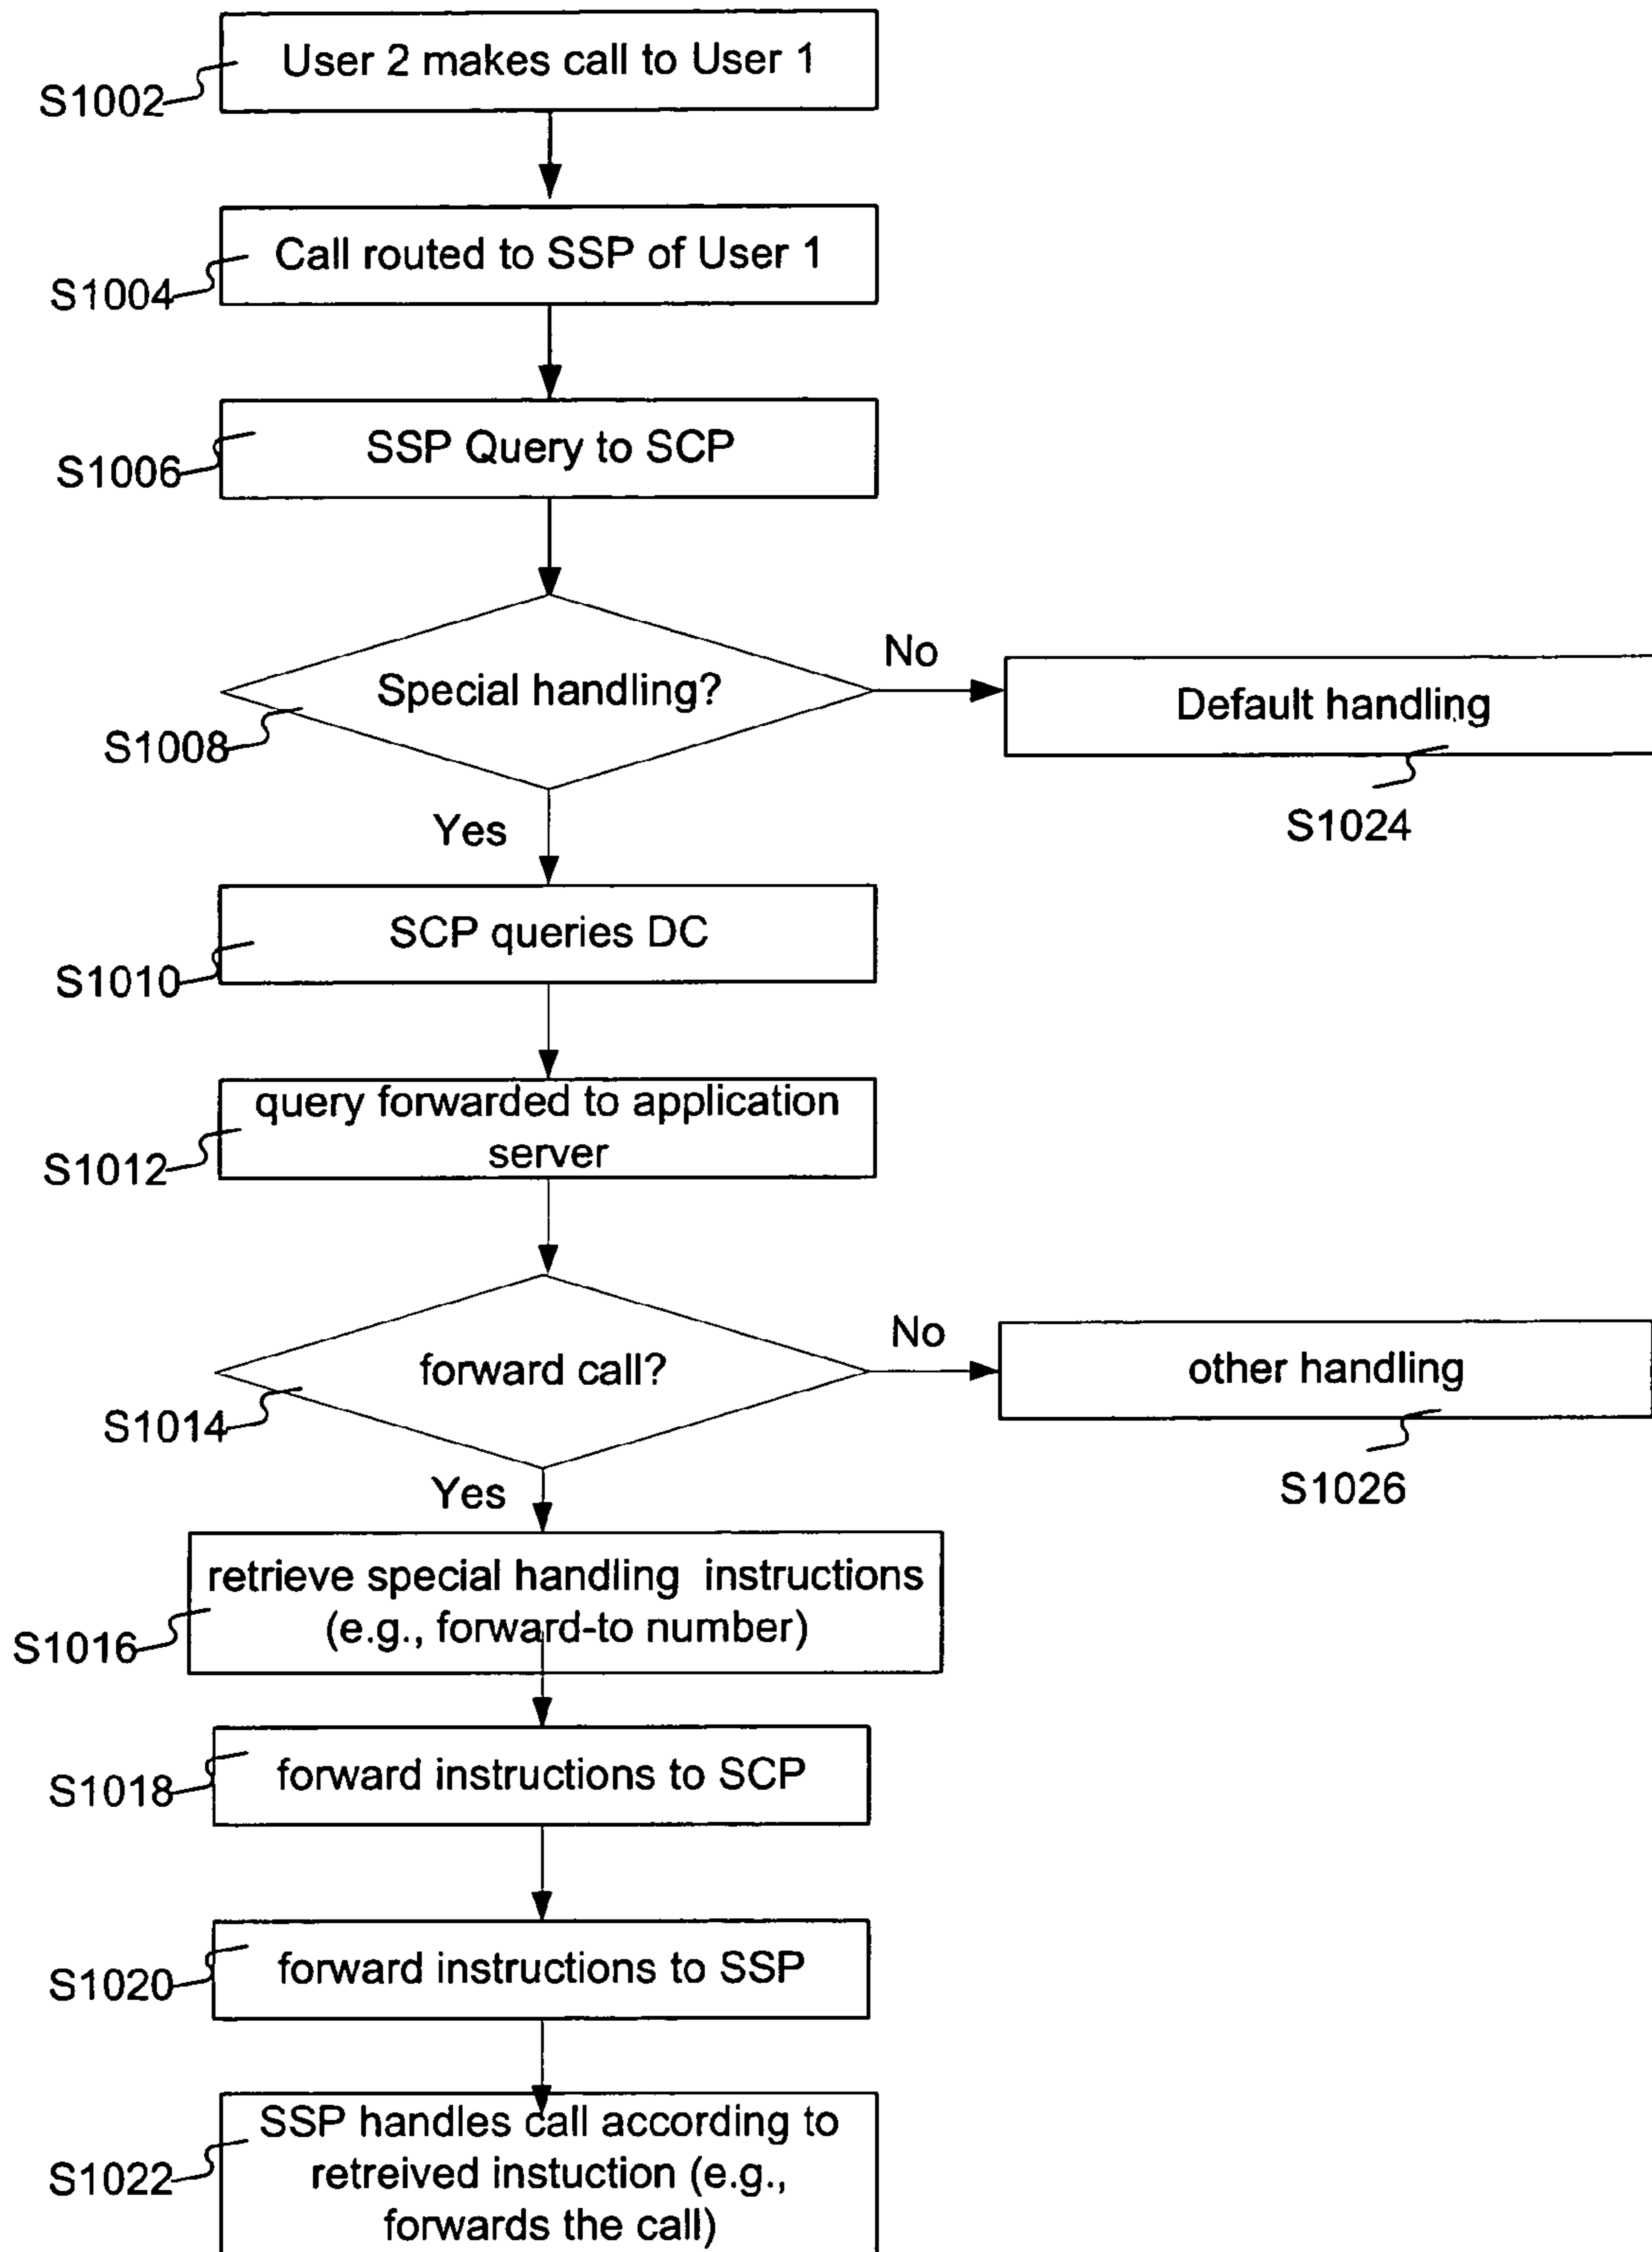 User 2 makes call to User 1
S1002
Call routed to SSP of User 1
S1004
SSP Query to SCP
S1006
Special handling?
S1008
No
Default handling
S1024
Yes
SCP queries DC
S1010
query forwarded to application
server
S1012
forward call?
S1014
No
other handling
S1026
Yes
retrieve special handling instructions
(e.g., forward-to number)
S1016
forward instructions to SCP
S1018
forward instructions to SSP
S1020
SSP handles call according to
retreived instuction (e.g.,
forwards the call)
S1022